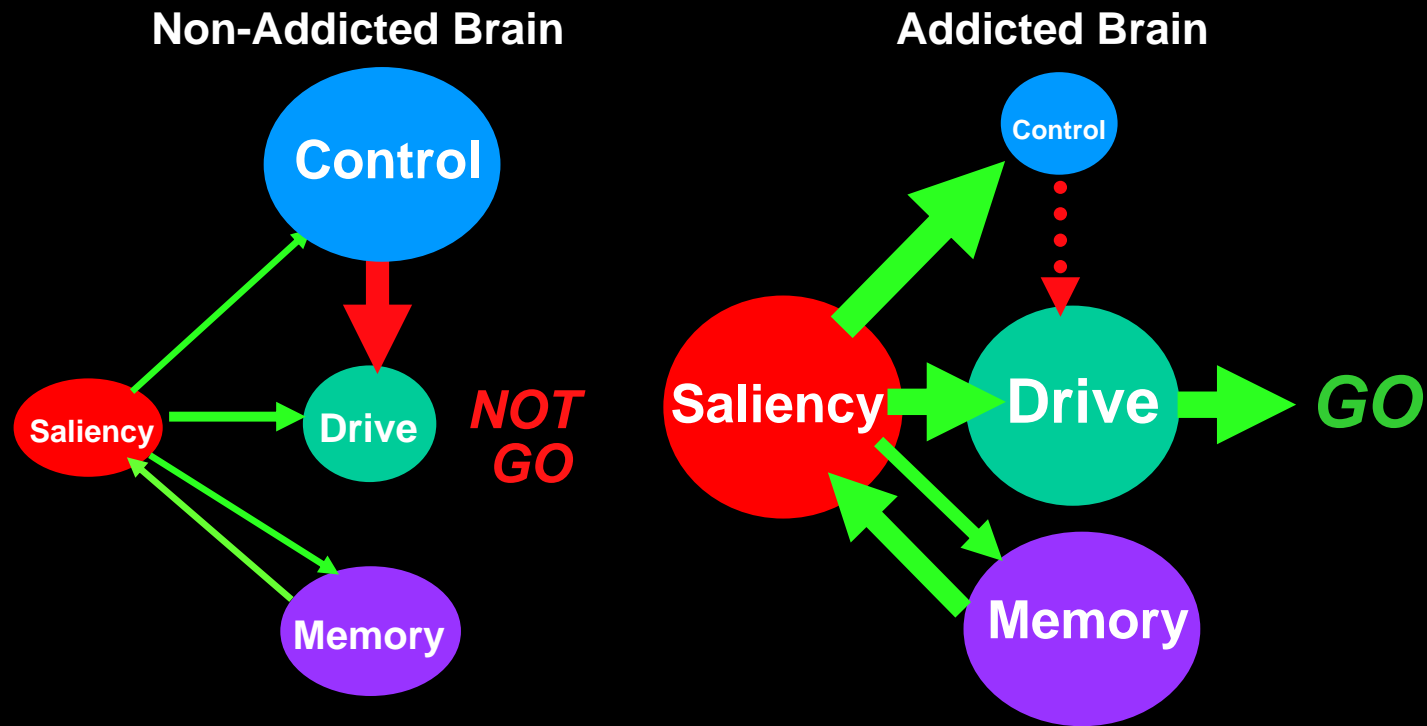 Non-Addicted Brain
Control
Saliency
Drive
NOT
GO
Memory
Addicted Brain
Control
Saliency
Drive
GO
Memory